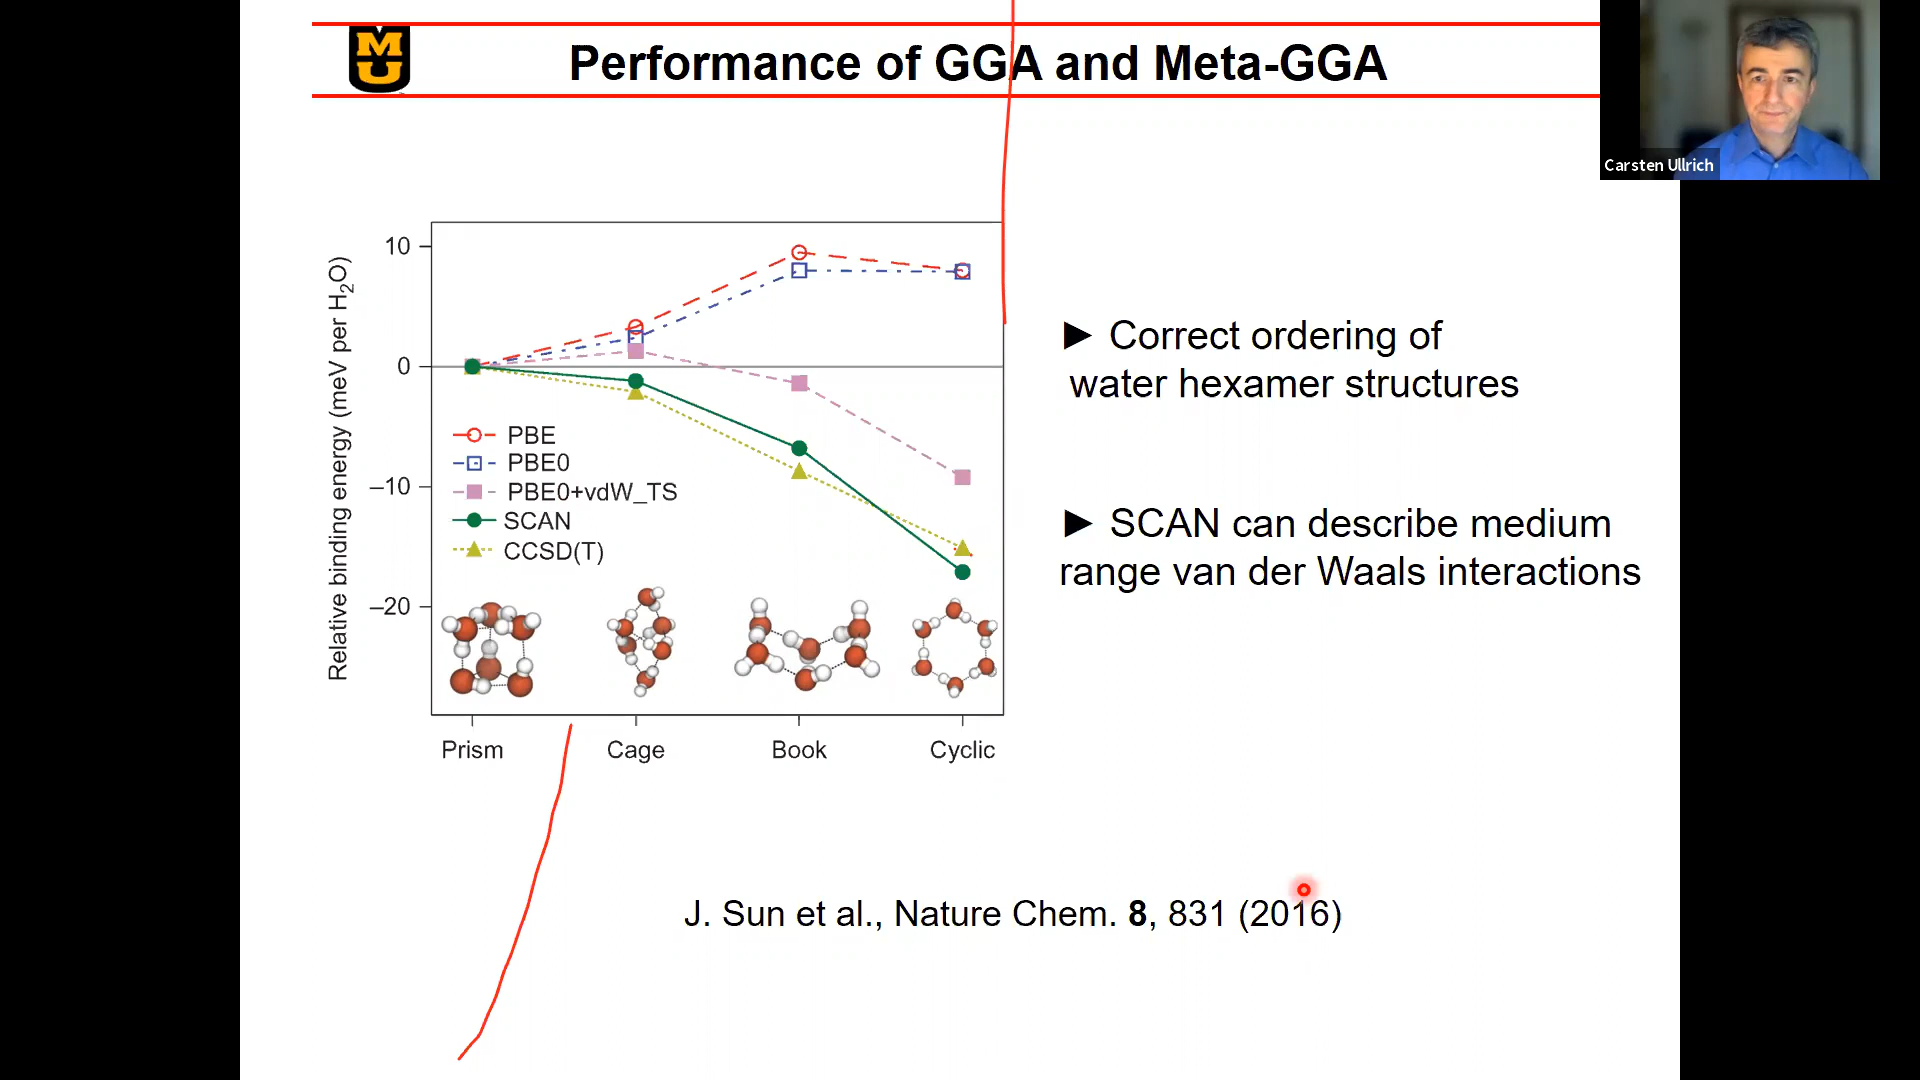 MU
Performance of GGA and Meta-GGA
Carsten Ullrich
Relative binding energy (meV per H₂O)
10
0
–10
–20
PBE
PBE0
PBE0+vdW_TS
SCAN
CCSD(T)
Prism
Cage
Book
Cyclic
► Correct ordering of
water hexamer structures
► SCAN can describe medium
range van der Waals interactions
J. Sun et al., Nature Chem. 8, 831 (2016)